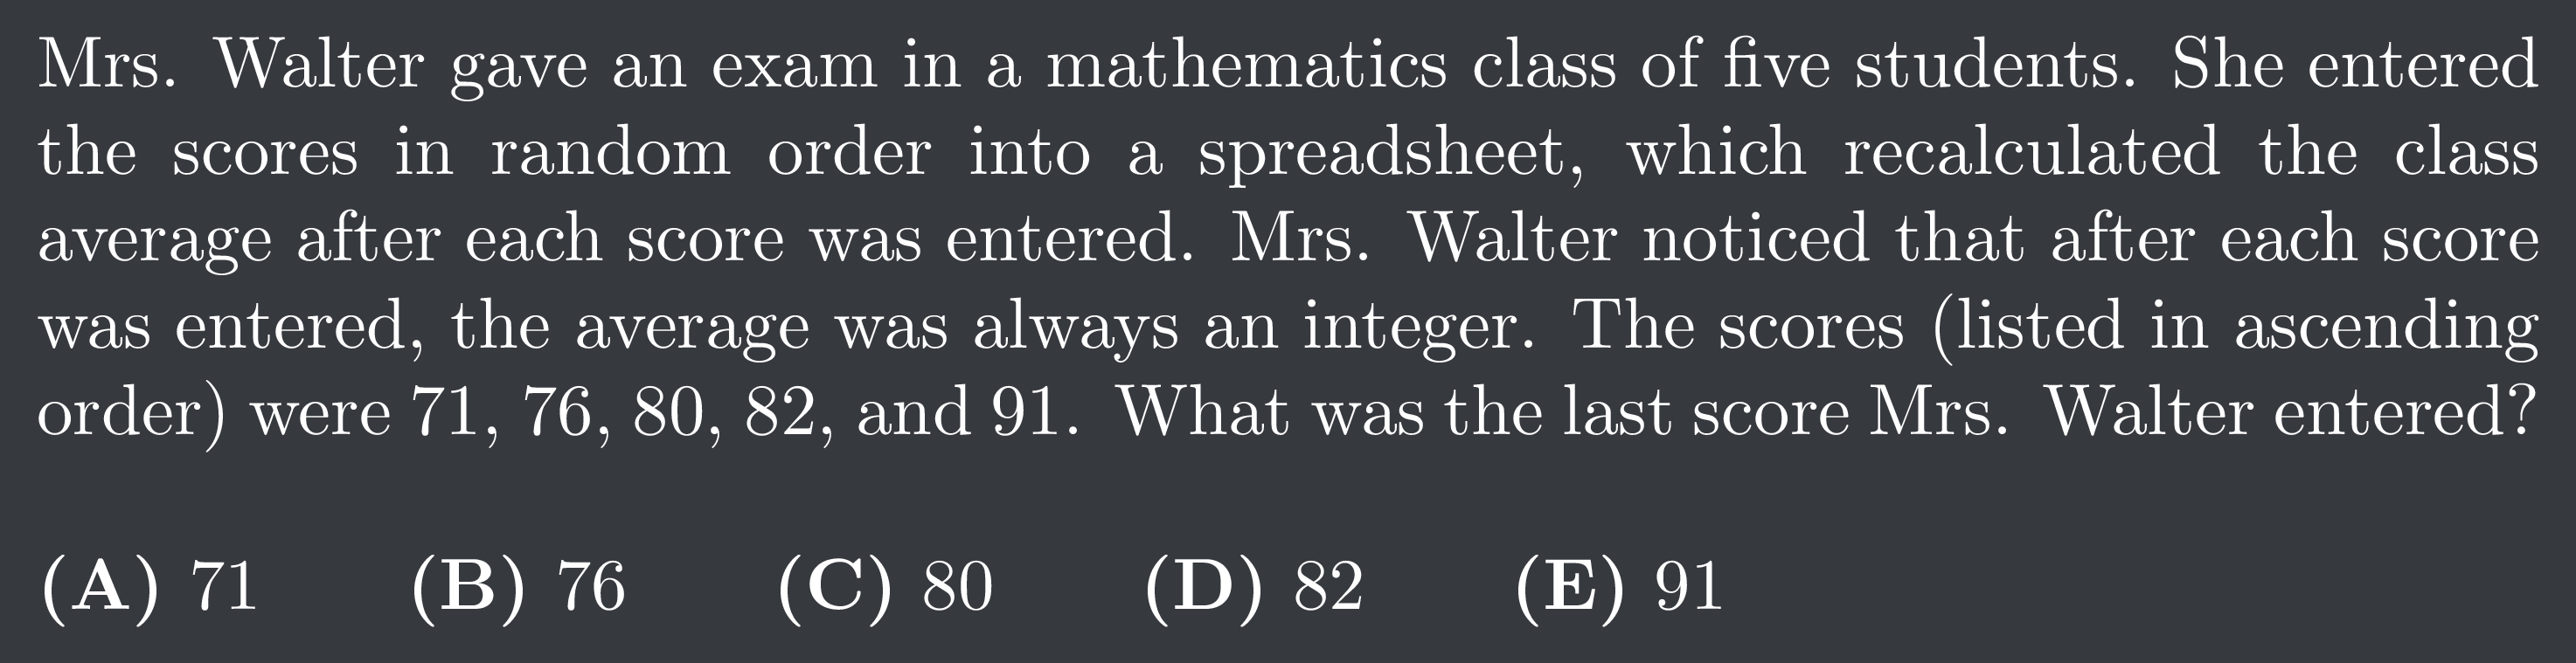 Mrs. Walter gave an exam in a mathematics class of five students. She entered
the scores in random order into a spreadsheet, which recalculated the class
average after each score was entered. Mrs. Walter noticed that after each score
was entered, the average was always an integer. The scores (listed in ascending
order) were 71, 76, 80, 82, and 91. What was the last score Mrs. Walter entered?
(A) 71 (B) 76 (C) 80 (D) 82 (E) 91